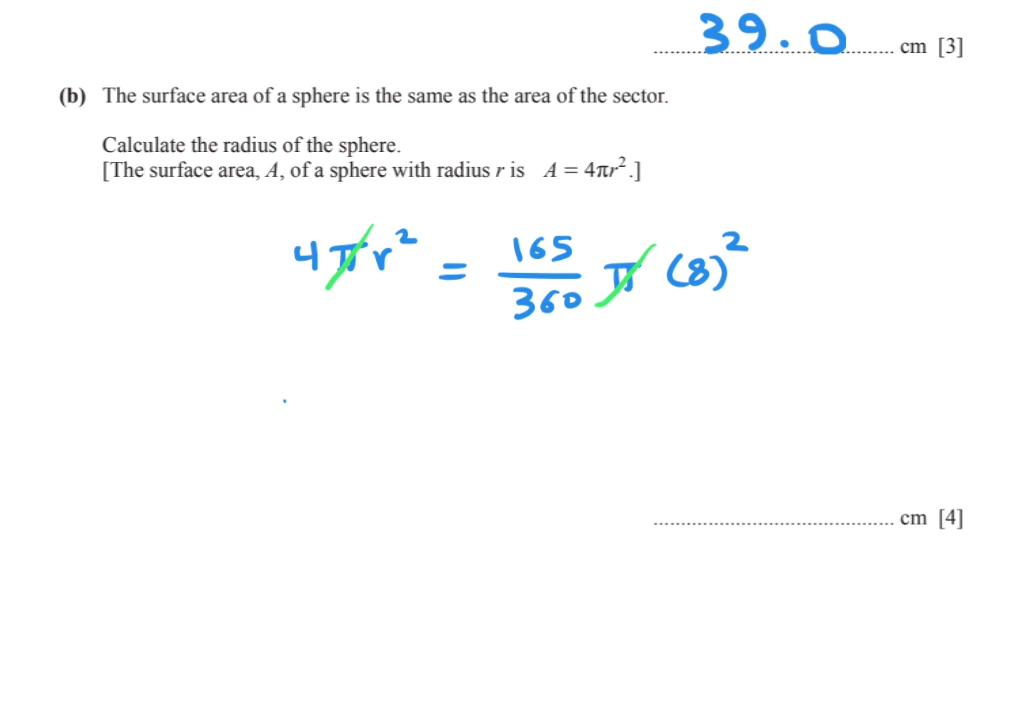 39.0 cm [3]
(b) The surface area of a sphere is the same as the area of the sector.
Calculate the radius of the sphere.
[The surface area, A, of a sphere with radius r is A = 4πr².]
4πr² = 165/360 π (8)²
cm [4]